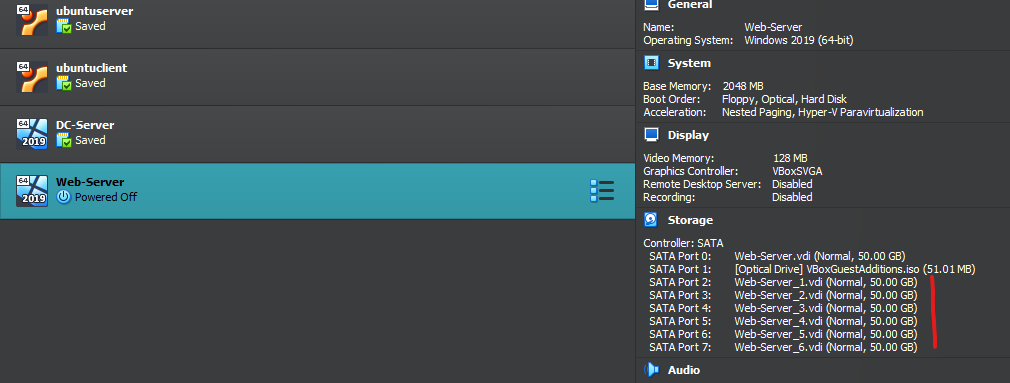 64
ubuntuserver
Saved
64
ubuntuclient
Saved
64
2019
DC-Server
Saved
64
2019
Web-Server
Powered Off
General
Name: Web-Server
Operating System: Windows 2019 (64-bit)
System
Base Memory: 2048 MB
Boot Order: Floppy, Optical, Hard Disk
Acceleration: Nested Paging, Hyper-V Paravirtualization
Display
Video Memory: 128 MB
Graphics Controller: VBoxSVGA
Remote Desktop Server: Disabled
Recording: Disabled
Storage
Controller: SATA
SATA Port 0: Web-Server.vdi (Normal, 50.00 GB)
SATA Port 1: [Optical Drive] VBoxGuestAdditions.iso (51.01 MB)
SATA Port 2: Web-Server_1.vdi (Normal, 50.00 GB)
SATA Port 3: Web-Server_2.vdi (Normal, 50.00 GB)
SATA Port 4: Web-Server_3.vdi (Normal, 50.00 GB)
SATA Port 5: Web-Server_4.vdi (Normal, 50.00 GB)
SATA Port 6: Web-Server_5.vdi (Normal, 50.00 GB)
SATA Port 7: Web-Server_6.vdi (Normal, 50.00 GB)
Audio